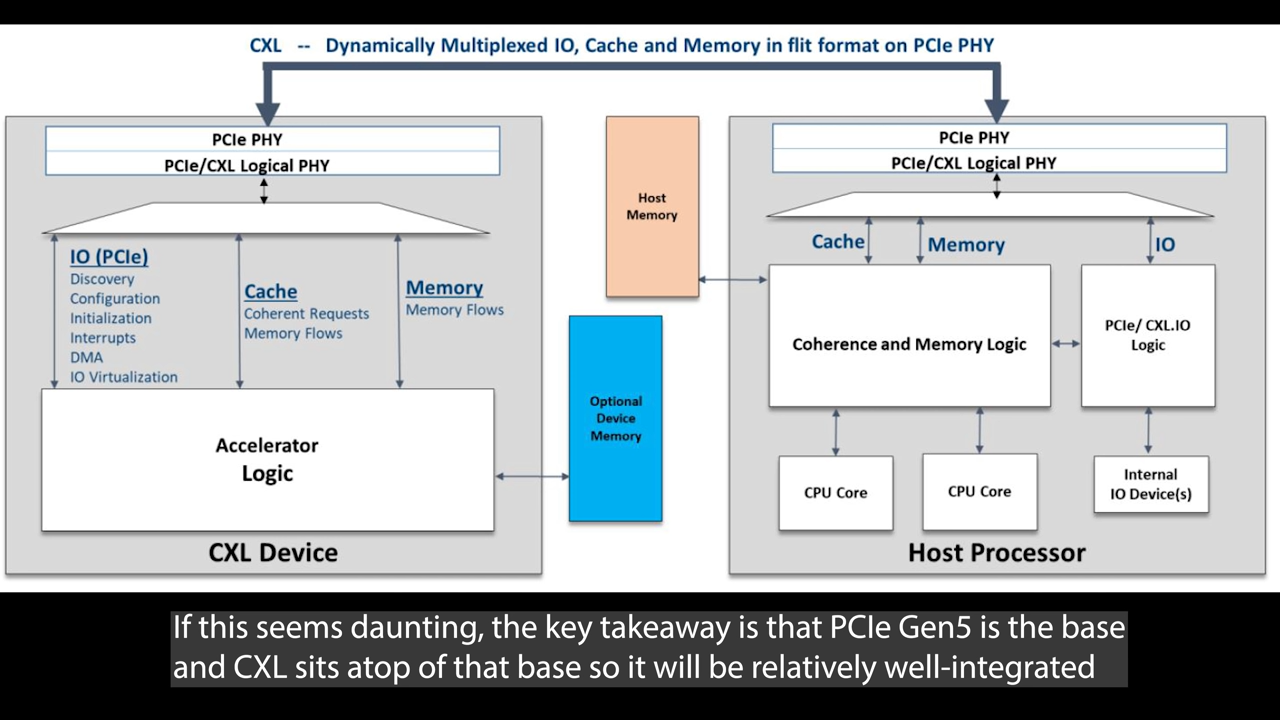 CXL -- Dynamically Multiplexed IO, Cache and Memory in flit format on PCIe PHY
PCIe PHY
PCIe/CXL Logical PHY
IO (PCIe)
Discovery
Configuration
Initialization
Interrupts
DMA
IO Virtualization
Cache
Coherent Requests
Memory Flows
Memory
Memory Flows
Accelerator
Logic
CXL Device
Host
Memory
Optional
Device
Memory
PCIe PHY
PCIe/CXL Logical PHY
Cache
Memory
IO
Coherence and Memory Logic
PCIe/ CXL.IO
Logic
CPU Core
CPU Core
Internal
IO Device(s)
Host Processor
If this seems daunting, the key takeaway is that PCIe Gen5 is the base
and CXL sits atop of that base so it will be relatively well-integrated